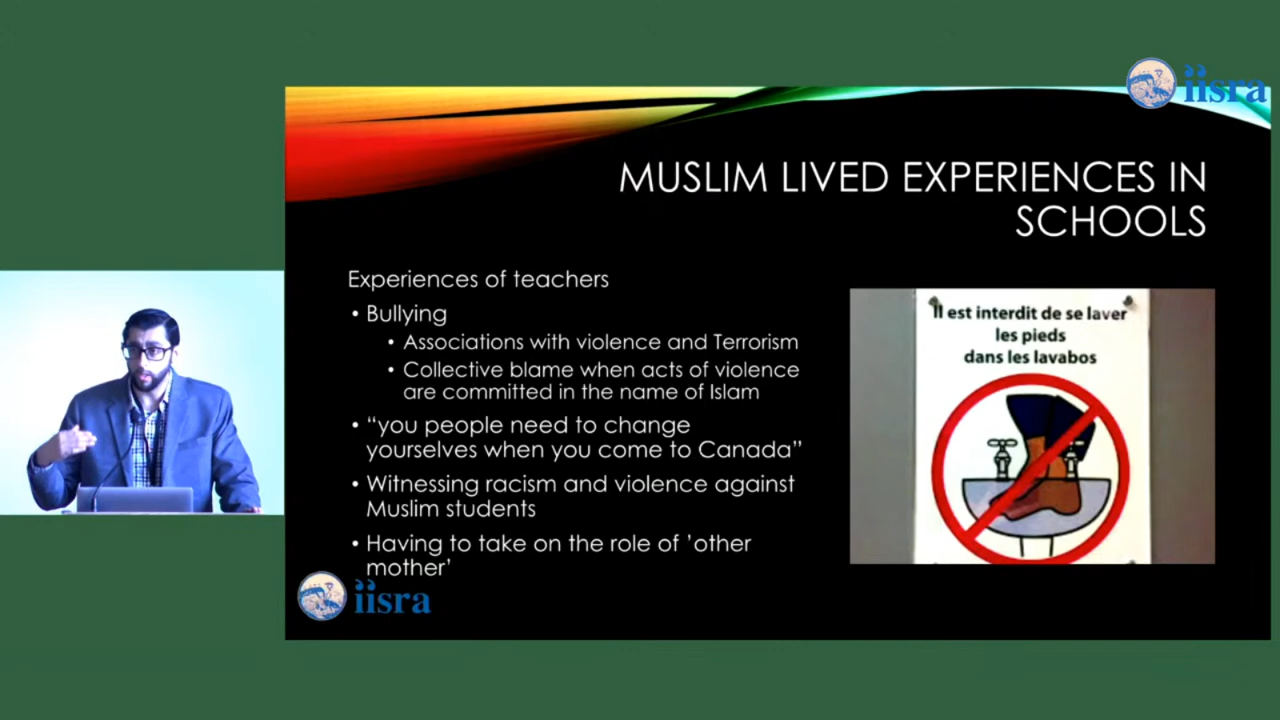 iisra
MUSLIM LIVED EXPERIENCES IN
SCHOOLS
Experiences of teachers
• Bullying
• Associations with violence and Terrorism
• Collective blame when acts of violence
are committed in the name of Islam
• “you people need to change
yourselves when you come to Canada”
• Witnessing racism and violence against
Muslim students
• Having to take on the role of ’other
mother’
Il est interdit de se laver
les pieds
dans les lavabos
iisra